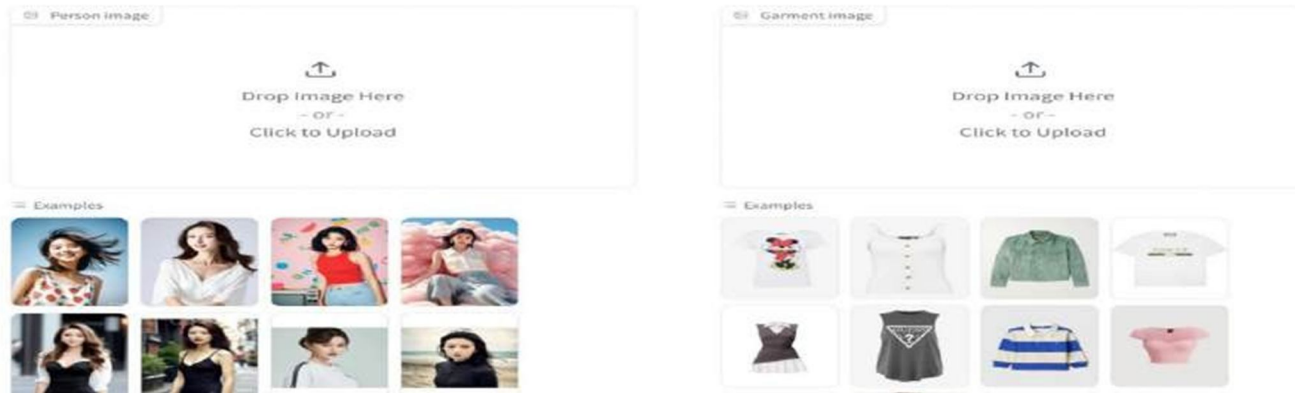 Person image
Drop Image Here
- or -
Click to Upload
Examples
Garment image
Drop Image Here
- or -
Click to Upload
Examples